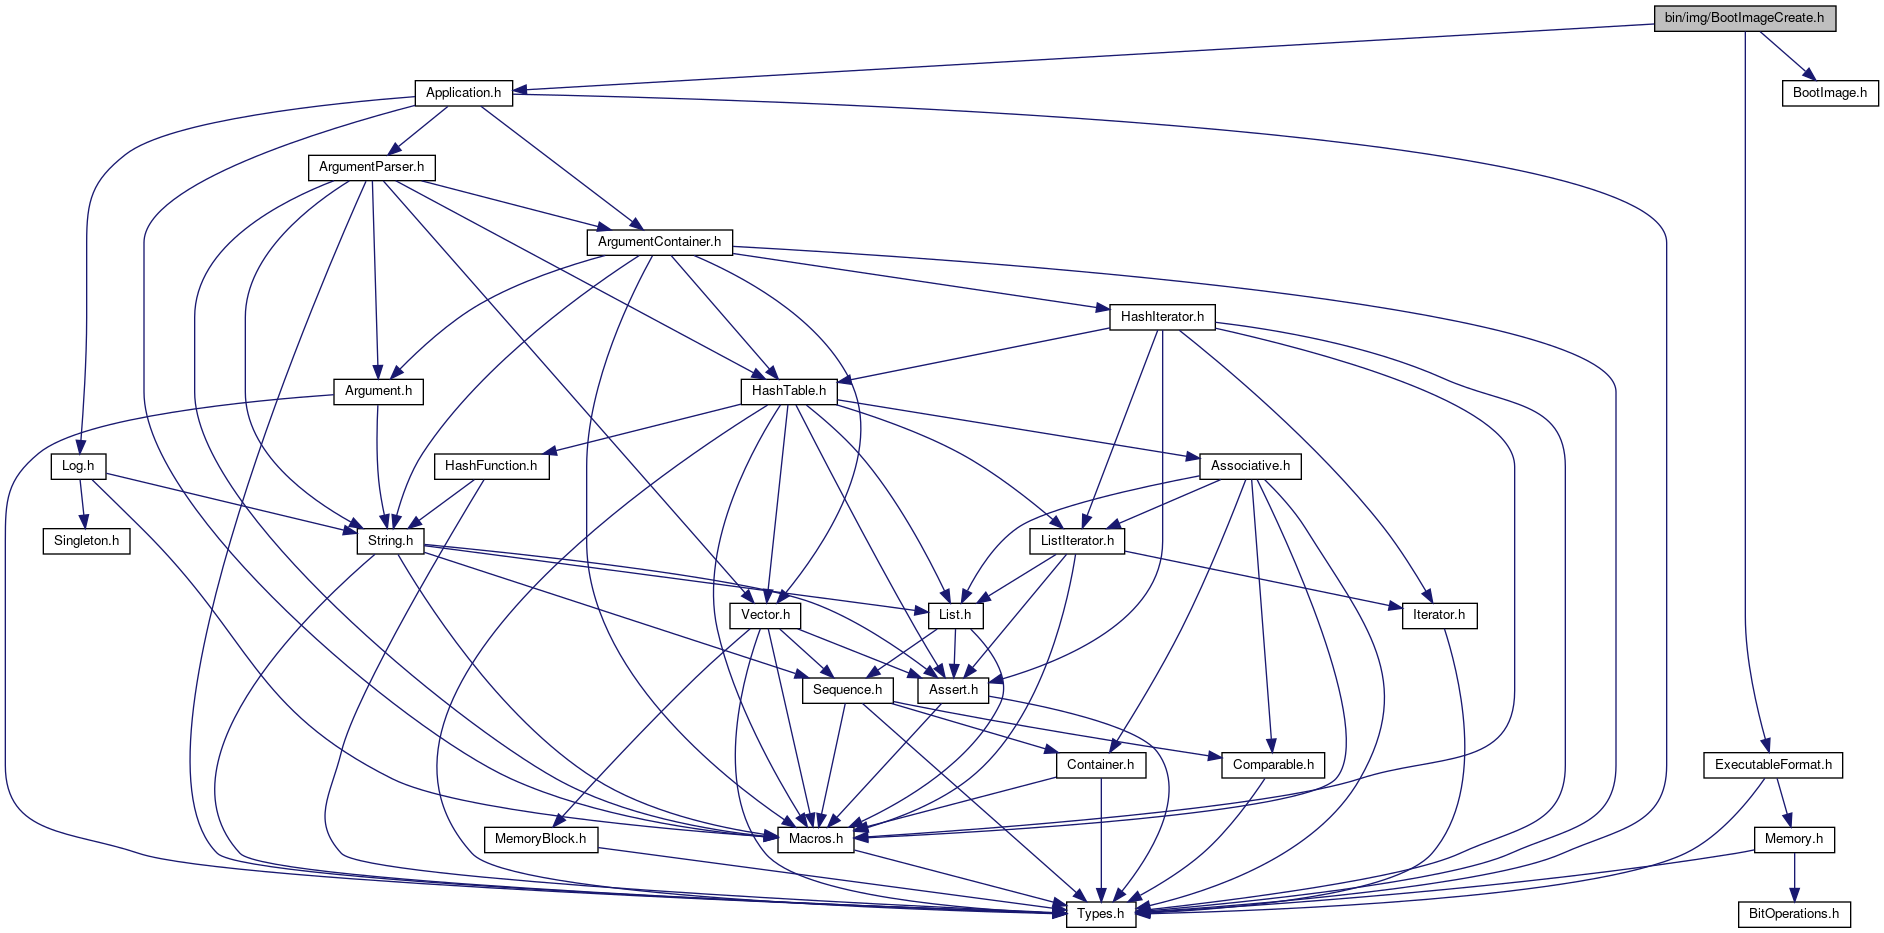 bin/img/BootImageCreate.h
Application.h
BootImage.h
ArgumentParser.h
ArgumentContainer.h
HashIterator.h
Argument.h
HashTable.h
Log.h
HashFunction.h
Associative.h
Singleton.h
String.h
ListIterator.h
Vector.h
List.h
Iterator.h
Sequence.h
Assert.h
Container.h
Comparable.h
ExecutableFormat.h
MemoryBlock.h
Macros.h
Memory.h
Types.h
BitOperations.h